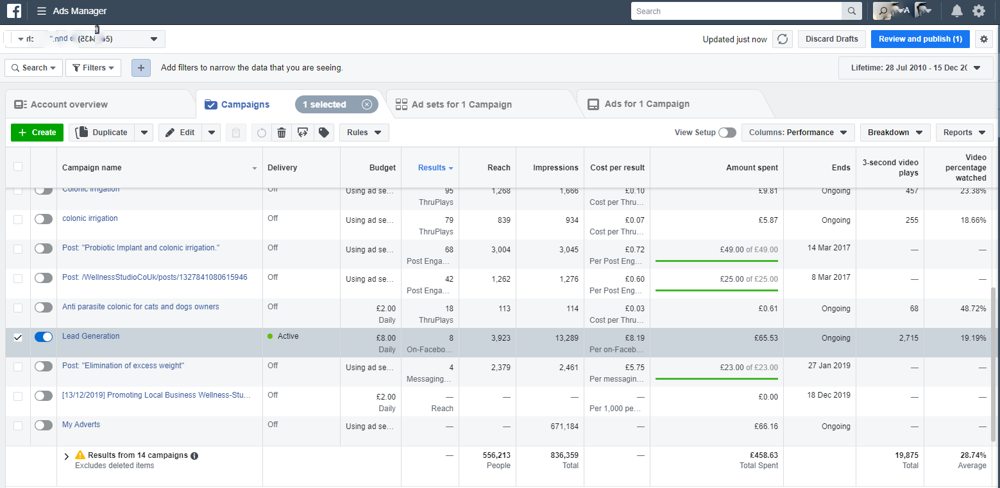 Ads Manager
Search
Updated just now
Discard Drafts
Review and publish (1)
Search
Filters
Add filters to narrow the data that you are seeing.
Lifetime: 28 Jul 2010 - 15 Dec 20
Account overview
Campaigns
1 selected
Ad sets for 1 Campaign
Ads for 1 Campaign
+ Create
Duplicate
Edit
Rules
View Setup
Columns: Performance
Breakdown
Reports
Campaign name Delivery Budget Results Reach Impressions Cost per result Amount spent Ends 3-second video plays Video percentage watched
Colonic irrigation Off Using ad se... 95 1,268 1,666 £0.10 £9.81 Ongoing 457 23.38%
ThruPlays Cost per Thru...
colonic irrigation Off Using ad se... 79 839 934 £0.07 £5.87 Ongoing 255 18.66%
ThruPlays Cost per Thru...
Post: "Probiotic Implant and colonic irrigation." Off Using ad se... 68 3,004 3,045 £0.72 £49.00 of £49.00 14 Mar 2017 — —
Post Enga... Per Post Eng...
Post: /WellnessStudioCoUk/posts/1327841080615946 Off Using ad se... 42 1,262 1,276 £0.60 £25.00 of £25.00 8 Mar 2017 — —
Post Enga... Per Post Eng...
Anti parasite colonic for cats and dogs owners Off £2.00 18 113 114 £0.03 £0.61 Ongoing 68 48.72%
Daily ThruPlays Cost per Thru...
Lead Generation Active £8.00 8 3,923 13,289 £8.19 £65.53 Ongoing 2,715 19.19%
Daily On-Facebo... Per on-Faceb...
Post: "Elimination of excess weight" Off Using ad se... 4 2,379 2,461 £5.75 £23.00 of £23.00 27 Jan 2019 — —
Messaging... Per messagin...
[13/12/2019] Promoting Local Business Wellness-Stu... Off £2.00 — — — — £0.00 18 Dec 2019 — —
Daily Reach Per 1,000 pe...
My Adverts Off Using ad se... — — 671,184 — £66.16 Ongoing — —
Results from 14 campaigns — 556,213 836,359 — £458.63 19,875 28.74%
Excludes deleted items People Total Total Spent Total Average